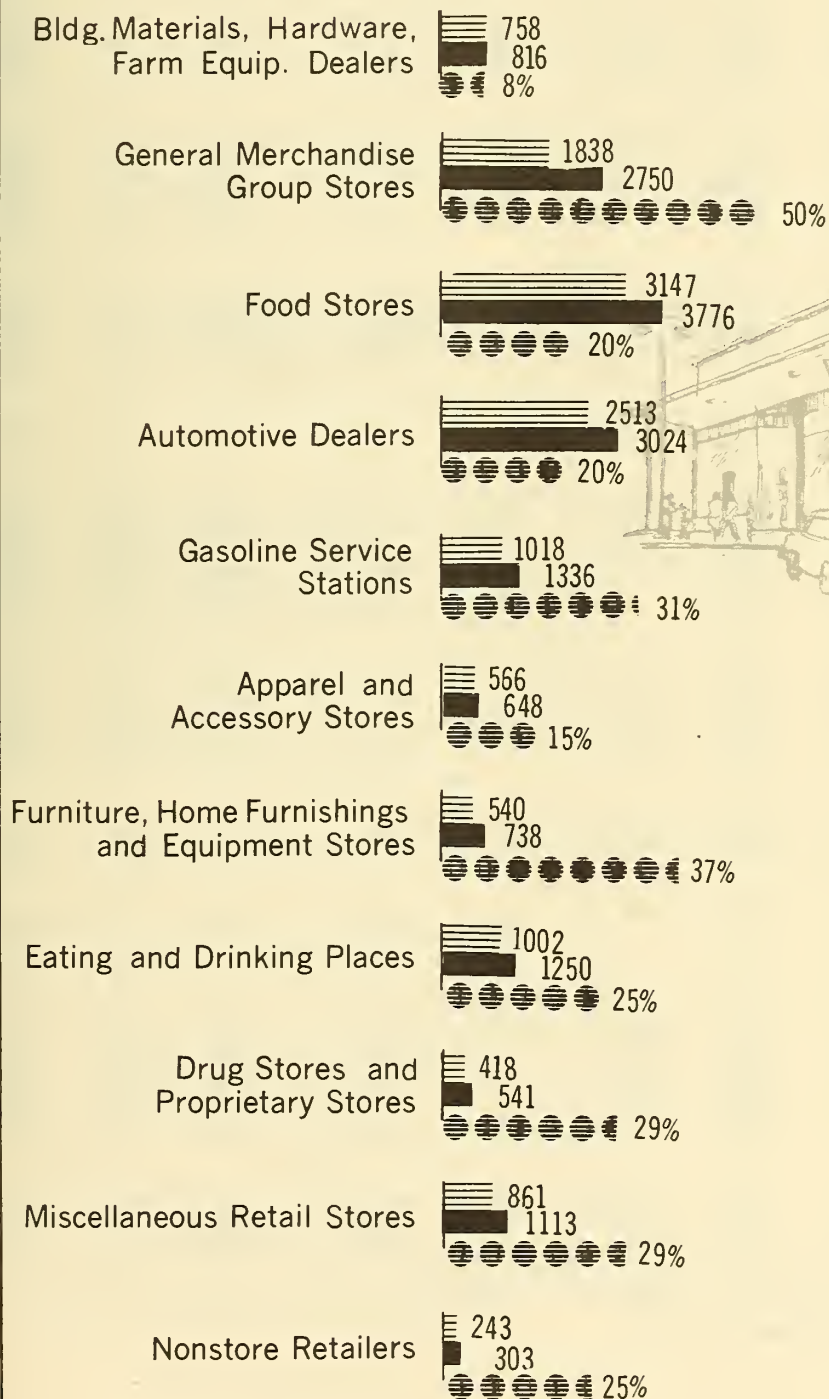 Bldg. Materials, Hardware,
Farm Equip. Dealers
758
816
8%
General Merchandise
Group Stores
1838
2750
50%
Food Stores
3147
3776
20%
Automotive Dealers
2513
3024
20%
Gasoline Service
Stations
1018
1336
31%
Apparel and
Accessory Stores
566
648
15%
Furniture, Home Furnishings
and Equipment Stores
540
738
37%
Eating and Drinking Places
1002
1250
25%
Drug Stores and
Proprietary Stores
418
541
29%
Miscellaneous Retail Stores
861
1113
29%
Nonstore Retailers
243
303
25%